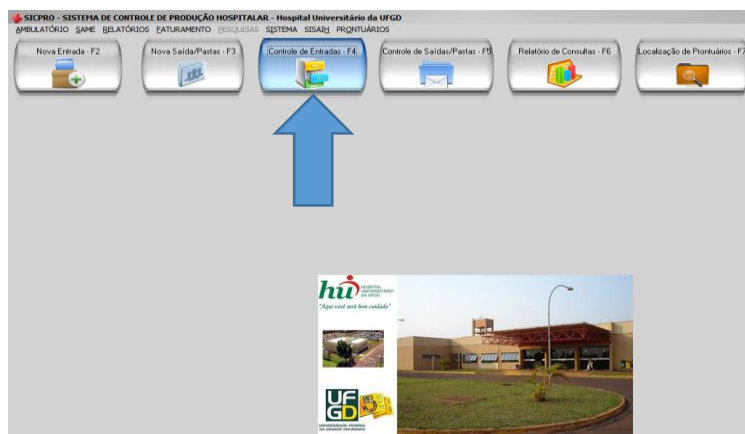 SICPRO - SISTEMA DE CONTROLE DE PRODUÇÃO HOSPITALAR - Hospital Universitário da UFGD
AMBULATÓRIO SAME RELATÓRIOS FATURAMENTO PESQUISAS SISTEMA SISAIH PRONTUÁRIOS
Nova Entrada - F2 Nova Saída/Pastas - F3 Controle de Entradas - F4 Controle de Saídas/Pastas - F5 Relatório de Consultas - F6 Localização de Prontuários - F7
hu HOSPITAL
UNIVERSITÁRIO
DA UFGD
"Aqui você será bem cuidado"
UF
GD
UNIVERSIDADE FEDERAL
DA GRANDE DOURADOS